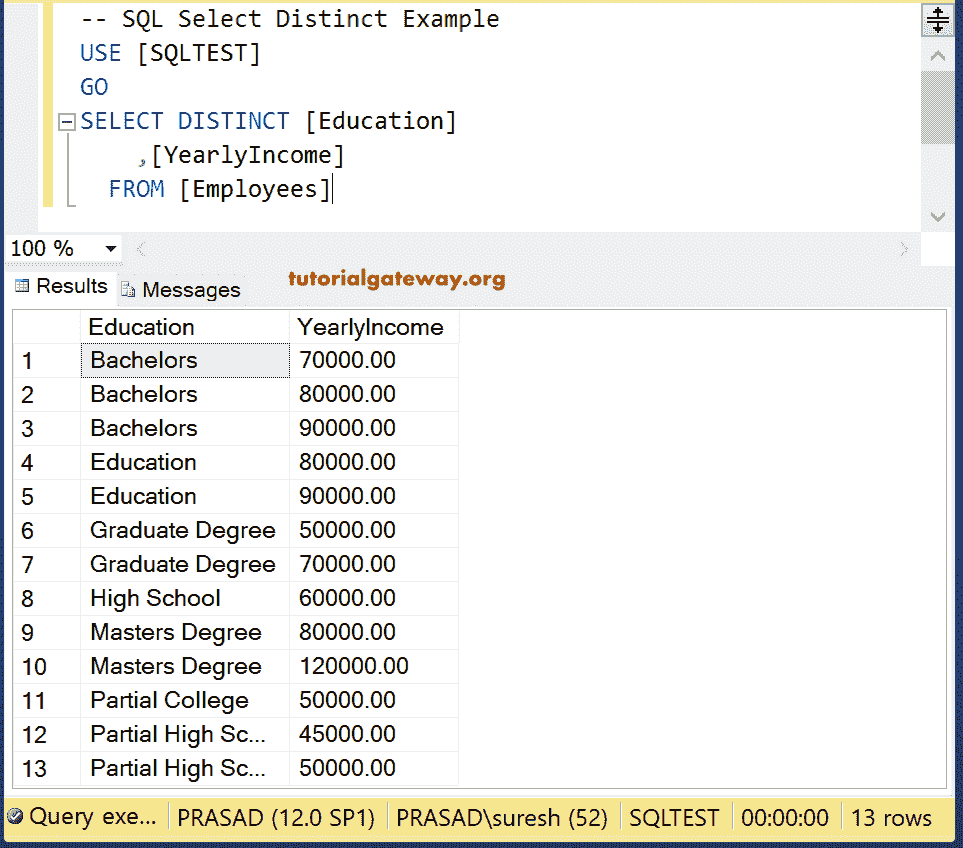 -- SQL Select Distinct Example
USE [SQLTEST]
GO
SELECT DISTINCT [Education]
,[YearlyIncome]
FROM [Employees]
100 %
Results Messages tutorialgateway.org
Education YearlyIncome
1 Bachelors 70000.00
2 Bachelors 80000.00
3 Bachelors 90000.00
4 Education 80000.00
5 Education 90000.00
6 Graduate Degree 50000.00
7 Graduate Degree 70000.00
8 High School 60000.00
9 Masters Degree 80000.00
10 Masters Degree 120000.00
11 Partial College 50000.00
12 Partial High Sc... 45000.00
13 Partial High Sc... 50000.00
Query exe... PRASAD (12.0 SP1) PRASAD\suresh (52) SQLTEST 00:00:00 13 rows